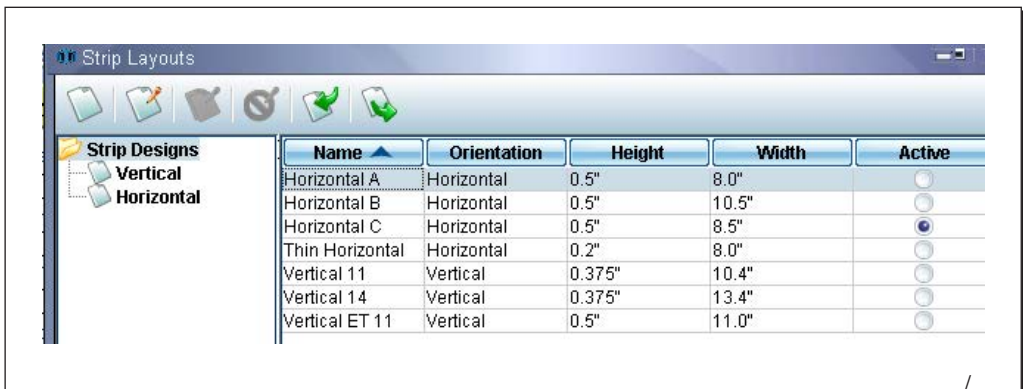 Strip Layouts
Strip Designs
Vertical
Horizontal
Name Orientation Height Width Active
Horizontal A Horizontal 0.5" 8.0"
Horizontal B Horizontal 0.5" 10.5"
Horizontal C Horizontal 0.5" 8.5"
Thin Horizontal Horizontal 0.2" 8.0"
Vertical 11 Vertical 0.375" 10.4"
Vertical 14 Vertical 0.375" 13.4"
Vertical ET 11 Vertical 0.5" 11.0"
/